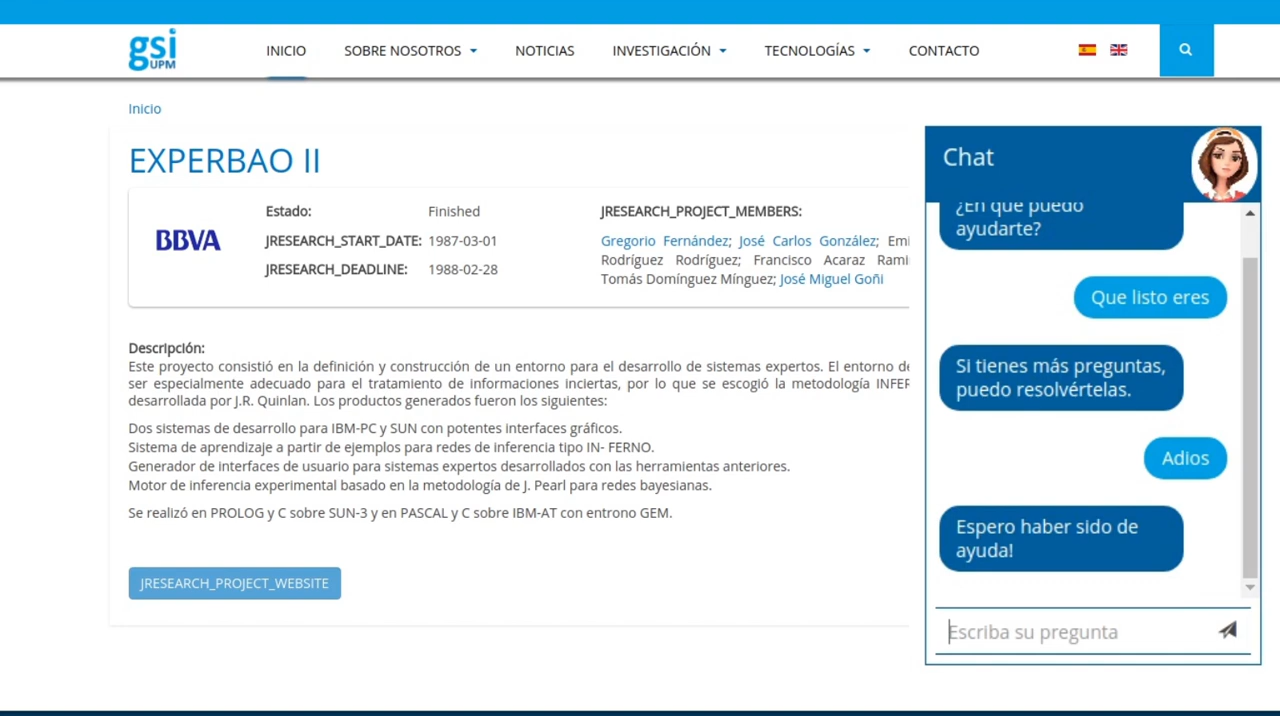 gsi
UPM
INICIO
SOBRE NOSOTROS
NOTICIAS
INVESTIGACIÓN
TECNOLOGÍAS
CONTACTO
Inicio
EXPERBAO II
BBVA
Estado: Finished
JRESEARCH_START_DATE: 1987-03-01
JRESEARCH_DEADLINE: 1988-02-28
JRESEARCH_PROJECT_MEMBERS:
Gregorio Fernández; José Carlos González;
Rodríguez Rodríguez; Francisco Acaraz
Tomás Domínguez Mínguez; José Miguel Goñi
Descripción:
Este proyecto consistió en la definición y construcción de un entorno para el desarrollo de sistemas expertos. El entorno
ser especialmente adecuado para el tratamiento de informaciones inciertas, por lo que se escogió la metodología
desarrollada por J.R. Quinlan. Los productos generados fueron los siguientes:
Dos sistemas de desarrollo para IBM-PC y SUN con potentes interfaces gráficos.
Sistema de aprendizaje a partir de ejemplos para redes de inferencia tipo IN- FERNO.
Generador de interfaces de usuario para sistemas expertos desarrollados con las herramientas anteriores.
Motor de inferencia experimental basado en la metodología de J. Pearl para redes bayesianas.
Se realizó en PROLOG y C sobre SUN-3 y en PASCAL y C sobre IBM-AT con entrono GEM.
JRESEARCH_PROJECT_WEBSITE
Chat
¿En que puedo
ayudarte?
Que listo eres
Si tienes más preguntas,
puedo resolvértelas.
Adios
Espero haber sido de
ayuda!
Escriba su pregunta